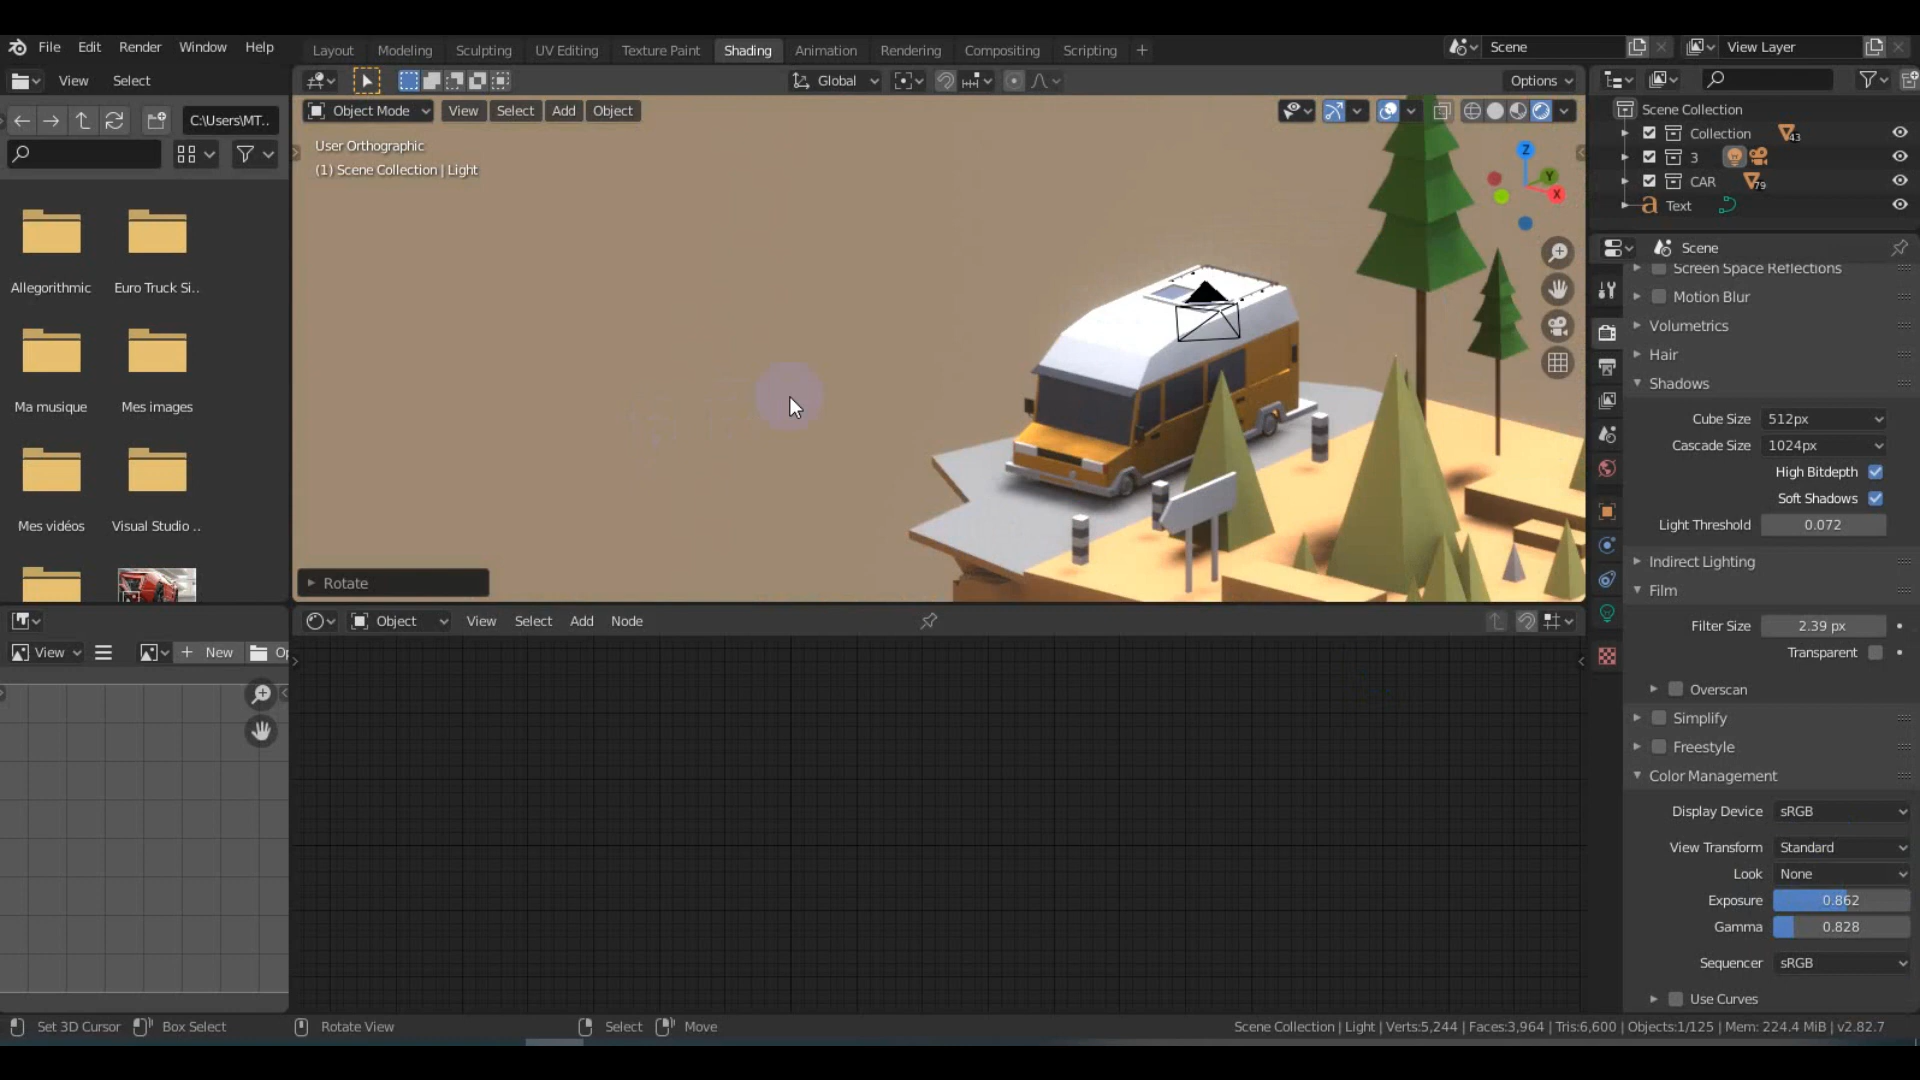 File Edit Render Window Help
Layout Modeling Sculpting UV Editing Texture Paint Shading Animation Rendering Compositing Scripting +
Scene
View Layer
View Select
Global
Options
C:\Users\MT..
Object Mode View Select Add Object
User Orthographic
(1) Scene Collection | Light
Z
Y
X
Allegorithmic
Euro Truck Si..
Ma musique
Mes images
Mes vidéos
Visual Studio ..
Rotate
Scene Collection
Collection 43
3
CAR 79
Text
Scene
Screen Space Reflections
Motion Blur
Volumetrics
Hair
Shadows
Cube Size 512px
Cascade Size 1024px
High Bitdepth
Soft Shadows
Light Threshold 0.072
Indirect Lighting
Film
Filter Size 2.39 px
Transparent
Overscan
Simplify
Freestyle
Color Management
Display Device sRGB
View Transform Standard
Look None
Exposure 0.862
Gamma 0.828
Sequencer sRGB
Use Curves
View
+ New
Op
Object View Select Add Node
Set 3D Cursor Box Select Rotate View Select Move
Scene Collection | Light | Verts:5,244 | Faces:3,964 | Tris:6,600 | Objects:1/125 | Mem: 224.4 MiB | v2.82.7